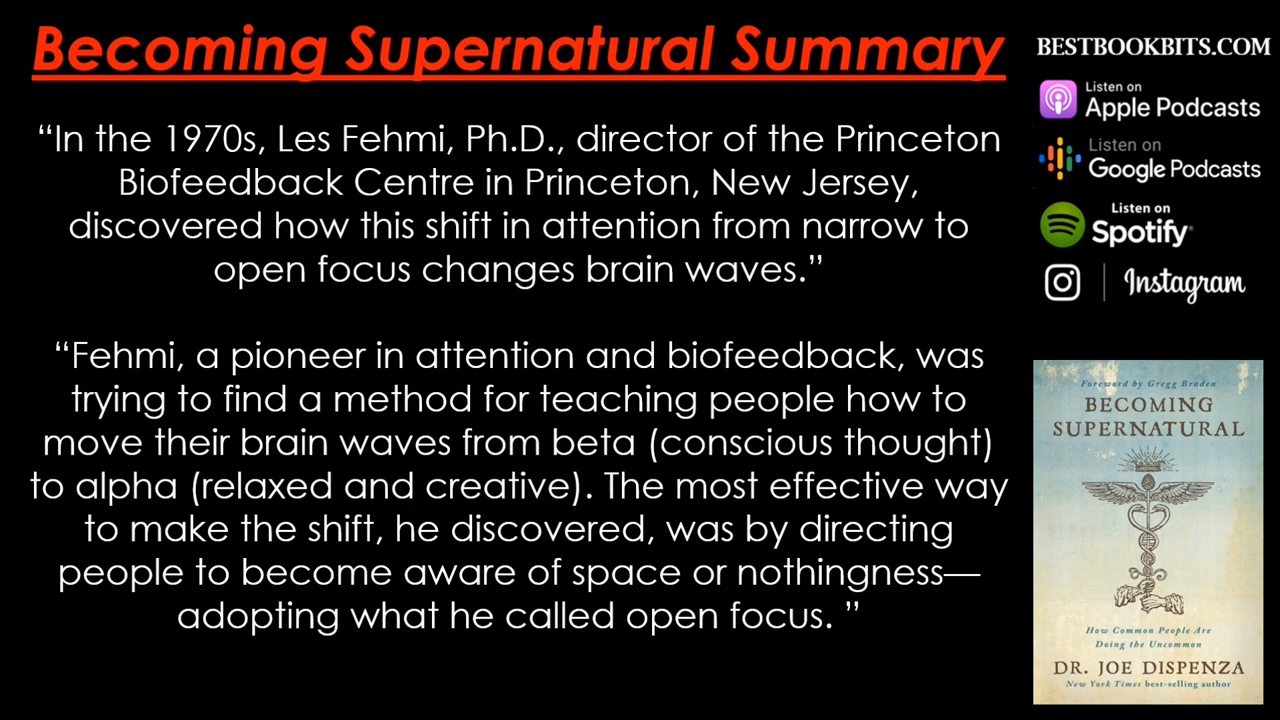 Becoming Supernatural Summary
“In the 1970s, Les Fehmi, Ph.D., director of the Princeton
Biofeedback Centre in Princeton, New Jersey,
discovered how this shift in attention from narrow to
open focus changes brain waves.”
“Fehmi, a pioneer in attention and biofeedback, was
trying to find a method for teaching people how to
move their brain waves from beta (conscious thought)
to alpha (relaxed and creative). The most effective way
to make the shift, he discovered, was by directing
people to become aware of space or nothingness—
adopting what he called open focus. ”
BESTBOOKBITS.COM
Listen on
Apple Podcasts
Listen on
Google Podcasts
Listen on
Spotify
Instagram
Foreword by Gregg Braden
BECOMING
SUPERNATURAL
How Common People Are
Doing the Uncommon
DR. JOE DISPENZA
New York Times best-selling author